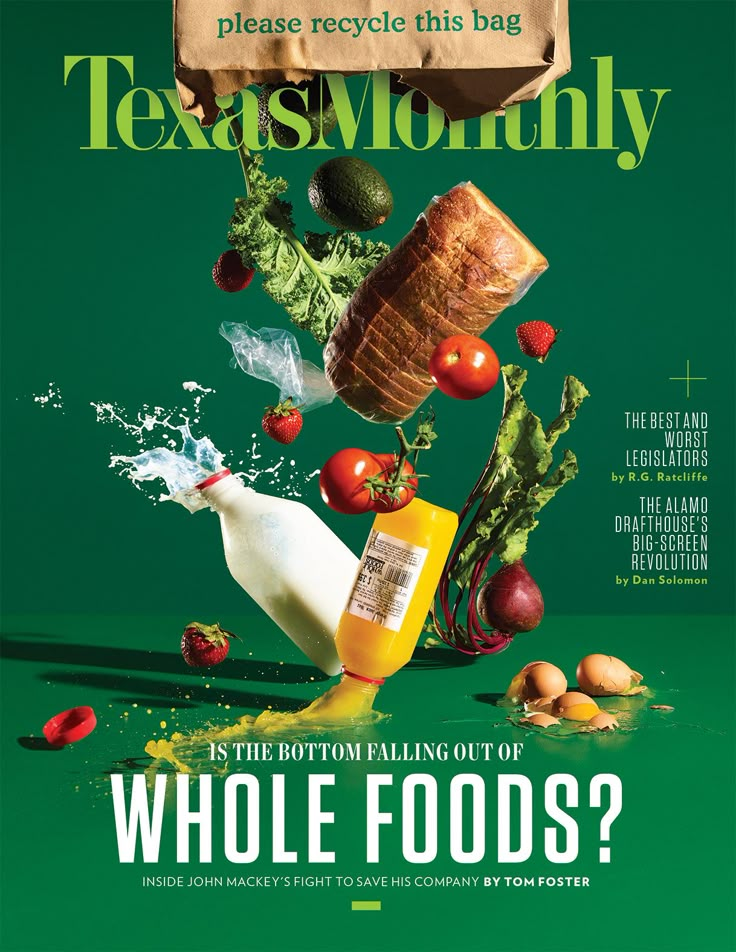 please recycle this bag
TexasMonthly
THE BEST AND
WORST
LEGISLATORS
by R.G. Ratcliffe
THE ALAMO
DRAFTHOUSE'S
BIG-SCREEN
REVOLUTION
by Dan Solomon
IS THE BOTTOM FALLING OUT OF
WHOLE FOODS?
INSIDE JOHN MACKEY'S FIGHT TO SAVE HIS COMPANY BY TOM FOSTER